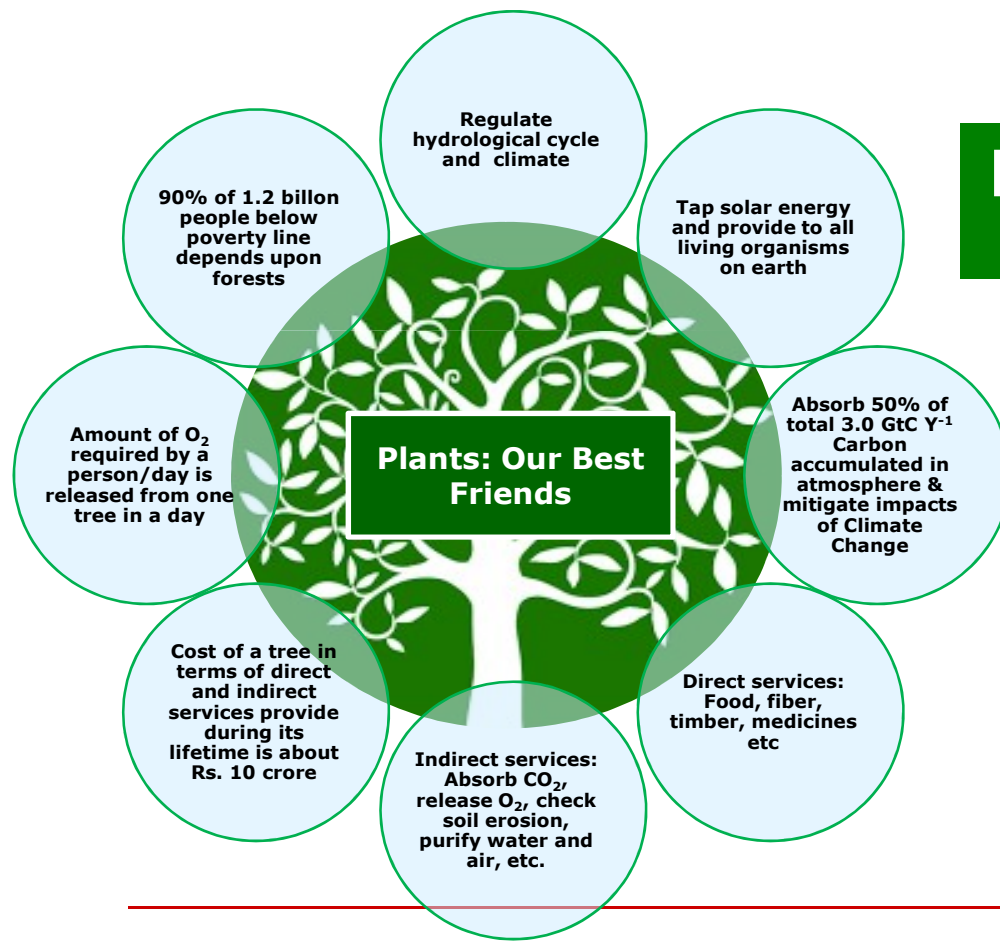 Plants: Our Best
Friends
Regulate
hydrological cycle
and climate
Tap solar energy
and provide to all
living organisms
on earth
Absorb 50% of
total 3.0 GtC Y⁻¹
Carbon
accumulated in
atmosphere &
mitigate impacts
of Climate
Change
Direct services:
Food, fiber,
timber, medicines
etc
Indirect services:
Absorb CO₂,
release O₂, check
soil erosion,
purify water and
air, etc.
Cost of a tree in
terms of direct
and indirect
services provide
during its
lifetime is about
Rs. 10 crore
Amount of O₂
required by a
person/day is
released from one
tree in a day
90% of 1.2 billon
people below
poverty line
depends upon
forests